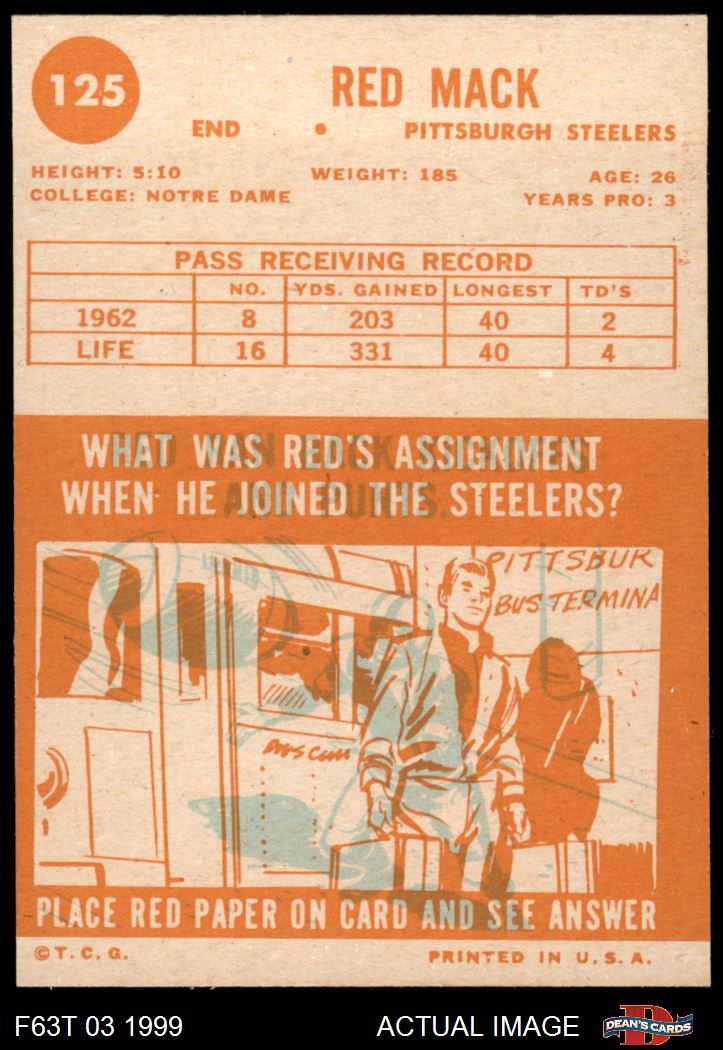 125
RED MACK
END • PITTSBURGH STEELERS
HEIGHT: 5:10 WEIGHT: 185 AGE: 26
COLLEGE: NOTRE DAME YEARS PRO: 3
PASS RECEIVING RECORD
NO. YDS. GAINED LONGEST TD'S
1962 8 203 40 2
LIFE 16 331 40 4
WHAT WAS RED'S ASSIGNMENT
WHEN HE JOINED THE STEELERS?
AND PUNTS.
PITTSBUR
BUS TERMINA
PLACE RED PAPER ON CARD AND SEE ANSWER
©T.C.G. PRINTED IN U.S.A.
F63T 03 1999 ACTUAL IMAGE DEAN'S CARDS